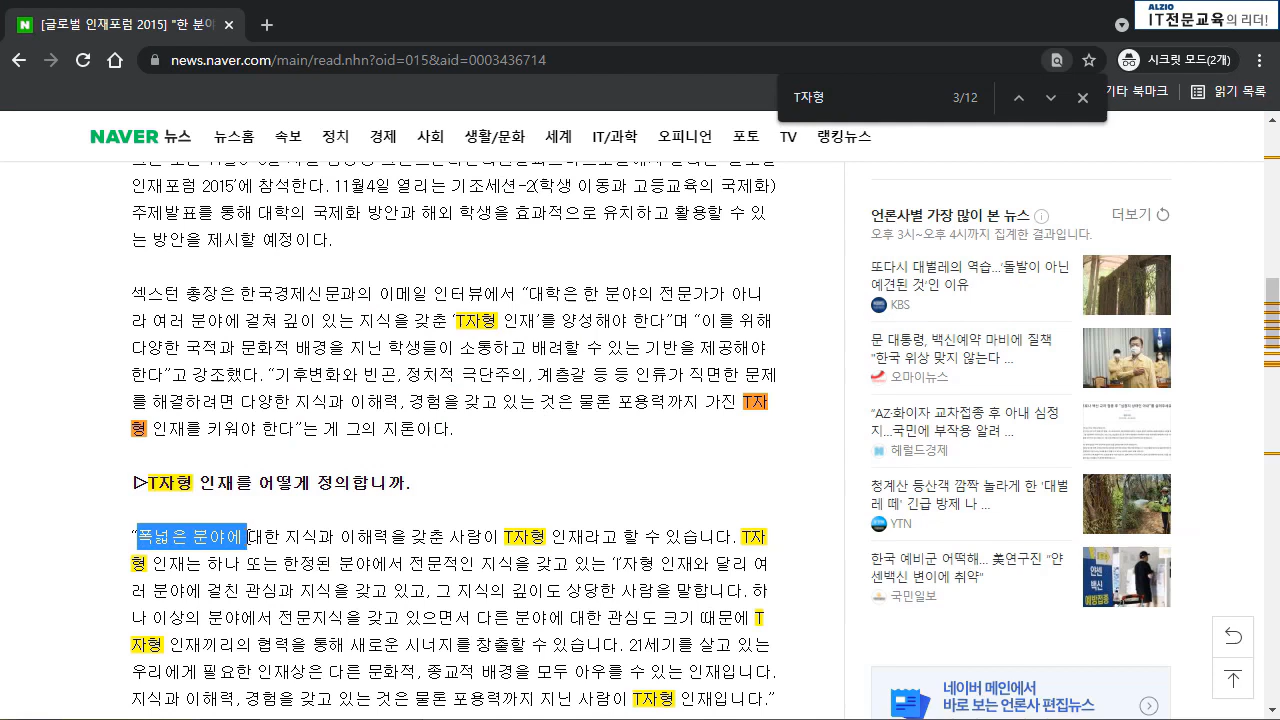 ALZIO
IT전문교육의 리더!
[글로벌 인재포럼 2015] "한 분야
news.naver.com/main/read.nhn?oid=015&aid=0003436714
시크릿 모드(2개)
T자형
3/12
기타 북마크
읽기 목록
NAVER 뉴스
뉴스홈 속보 정치 경제 사회 생활/문화 세계 IT/과학 오피니언 포토 TV 랭킹뉴스
인재포럼 2015'에 참석한다. 11월4일 열리는 기조세션-2(학생 이동과 고등교육의 국제화)
주제발표를 통해 대학의 국제화 방안과 해외 학생을 효과적으로 유치하고 활용할 수 있
는 방안을 제시할 예정이다.
섹스턴 총장은 한국경제신문과의 이메일 인터뷰에서 “대학은 한 분야의 전문가가 아니
라 여러 분야에 걸쳐 깊이 있는 지식을 갖춘 T자형 인재를 양성해야 한다”며 “이를 위해
다양한 국적과 문화적 배경을 지닌 학생들이 소통하고 배울 수 있는 기반을 제공해야
한다”고 강조했다. “기후변화와 빈곤, 수자원, 극단주의, 배출가스 등 인류가 직면한 문제
를 해결하려면 다양한 지식과 이해력, 경험을 갖고 있는 것은 물론 포용력까지 지닌 T자
형 인재를 키워야 한다”는 게 그의 지론이다.
▷T자형 인재를 어떻게 정의합니까.
“폭넓은 분야에 대한 지식과 이해력을 갖춘 사람이 T자형 인재라고 할 수 있습니다. T자
형 인재는 하나 또는 한정된 분야에서만 깊은 지식을 갖고 있는 I자형 인재와 달리 여
러 분야에 걸쳐 관심과 지식을 갖고 있고, 그 지식의 깊이도 상당한 사람을 말합니다. 하
나 이상의 분야에서 전문지식을 갖고 있는 데다 다른 분야에 대한 관심도 크기 때문에 T
자형 인재끼리의 협력을 통해 새로운 시너지를 창출할 수 있습니다. 21세기를 살고 있는
우리에게 필요한 인재상은 다른 문화적, 종교적 배경을 모두 아우를 수 있는 인재입니다.
지식과 이해력, 경험을 갖고 있는 것은 물론 포용력까지 지닌 사람이 T자형 인재입니다.”
언론사별 가장 많이 본 뉴스
더보기
오후 3시~오후 4시까지 집계한 결과입니다.
또다시 대벌레의 역습…'돌발이 아닌
예견된 것'인 이유
KBS
문 대통령, 백신예약 마비에 질책
"한국 위상 맞지 않는다...
오마이뉴스
"AZ화이자 교차접종 후 아내 심정
지...국민에 부작용 알려...
헤럴드경제
청계산 등산객 깜짝 놀라게 한 '대벌
레 떼' 긴급 방제 나 ...
YTN
한국 예비군 어떡해… 美연구진 "얀
센백신 변이에 취약"
국민일보
얀센
백신
예방접종
네이버 메인에서
바로 보는 언론사 편집뉴스